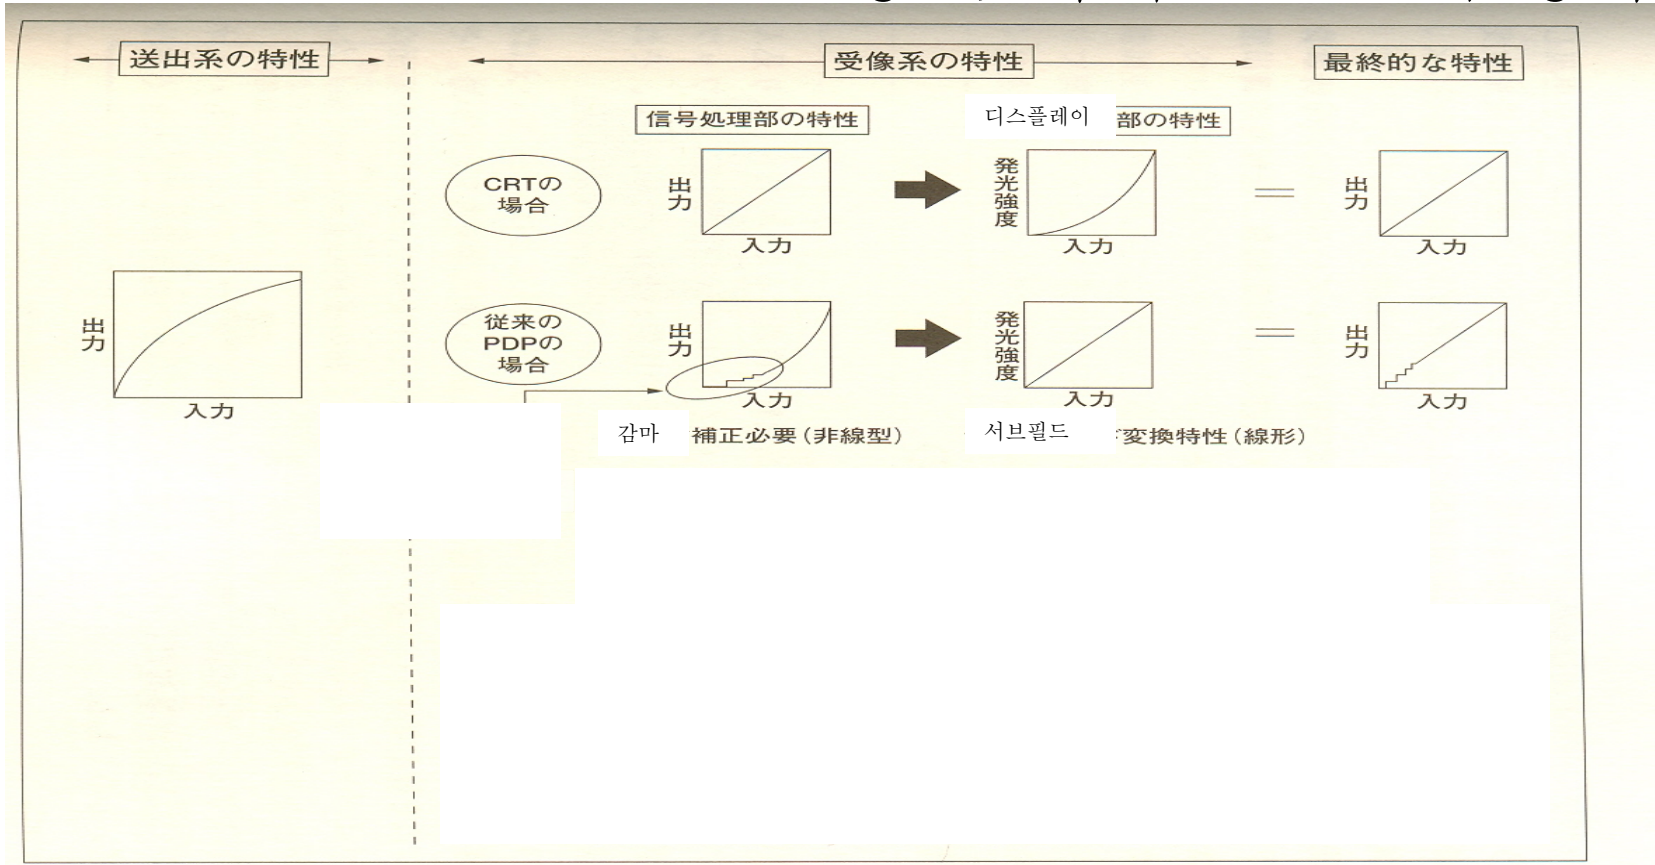 送出系の特性
受像系の特性
最終的な特性
信号処理部の特性
디스플레이 部の特性
CRTの
場合
出力
入力
発光強度
入力
出力
入力
出力
入力
従来の
PDPの
場合
出力
入力
発光強度
入力
出力
入力
감마 補正必要(非線型)
서브필드 変換特性(線形)